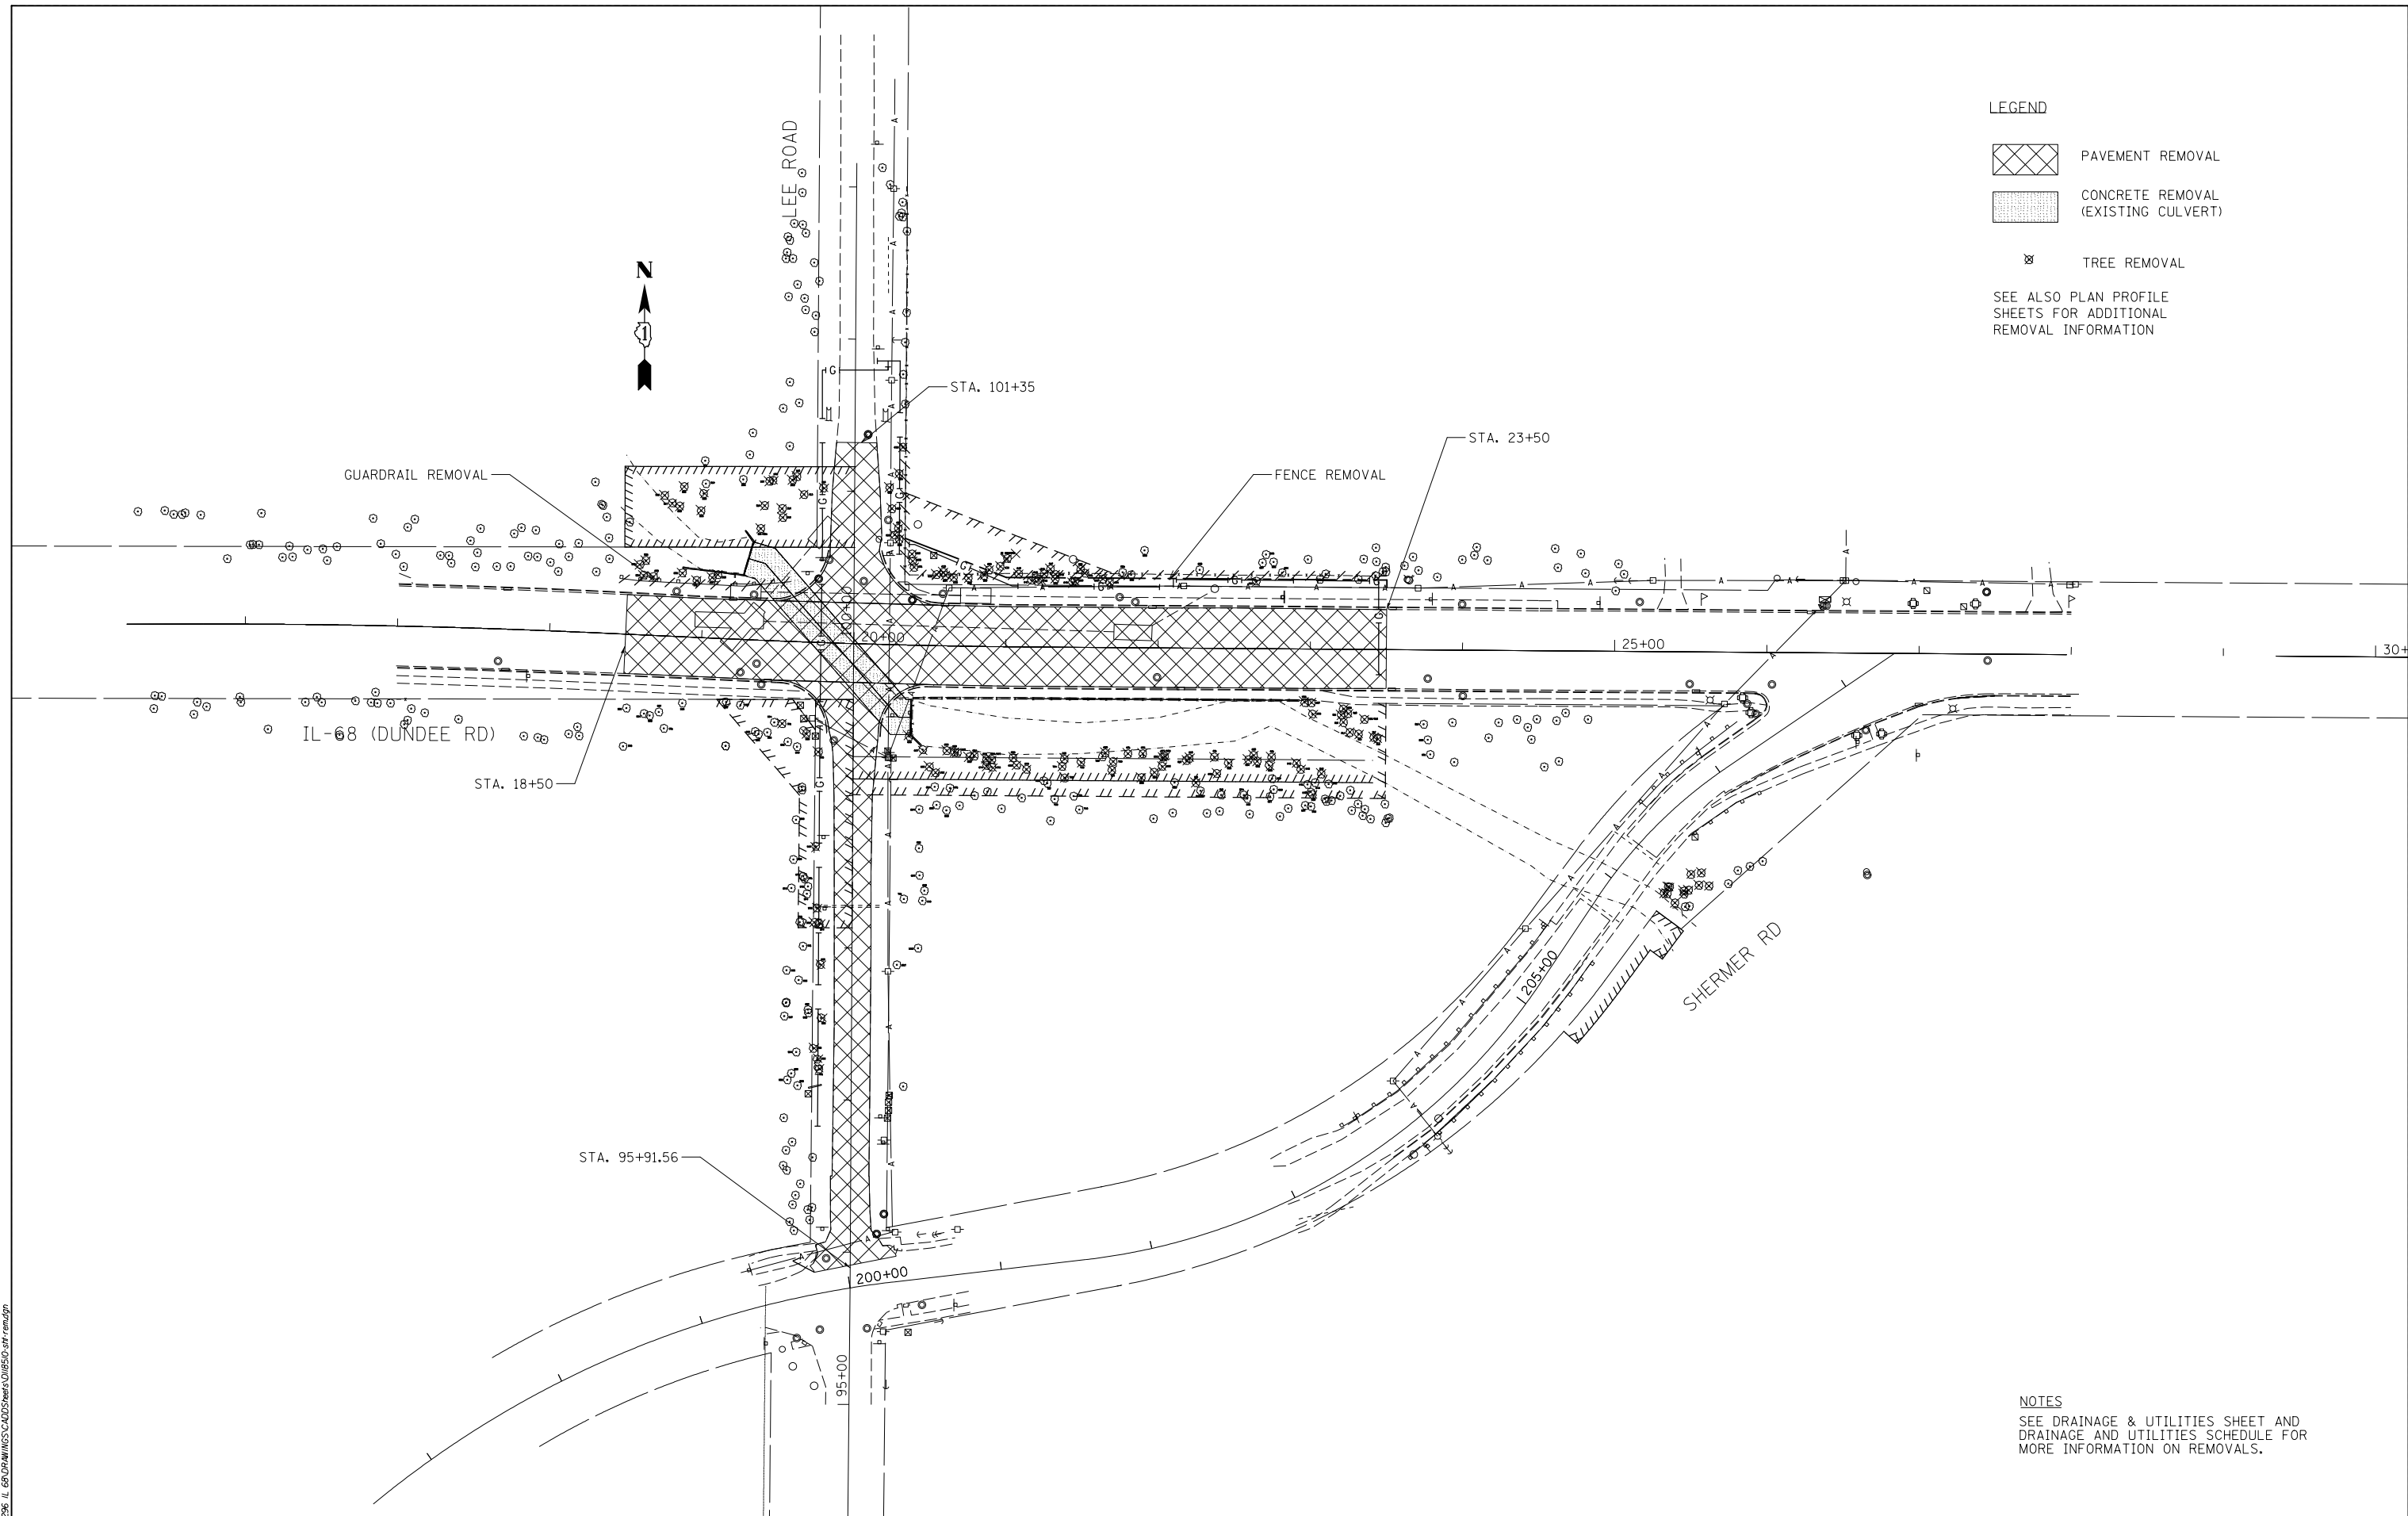 LEGEND
PAVEMENT REMOVAL
CONCRETE REMOVAL
(EXISTING CULVERT)
TREE REMOVAL
SEE ALSO PLAN PROFILE
SHEETS FOR ADDITIONAL
REMOVAL INFORMATION
LEE ROAD
N
1
STA. 101+35
STA. 23+50
GUARDRAIL REMOVAL
FENCE REMOVAL
100+00
20+00
25+00
30+
IL-68 (DUNDEE RD)
STA. 18+50
205+00
SHERMER RD
STA. 95+91.56
200+00
95+00
NOTES
SEE DRAINAGE & UTILITIES SHEET AND
DRAINAGE AND UTILITIES SCHEDULE FOR
MORE INFORMATION ON REMOVALS.